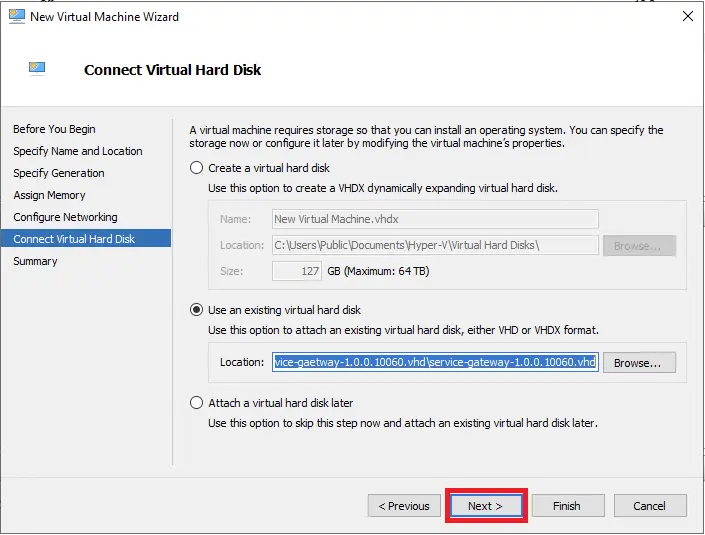 New Virtual Machine Wizard
Connect Virtual Hard Disk
Before You Begin
Specify Name and Location
Specify Generation
Assign Memory
Configure Networking
Connect Virtual Hard Disk
Summary
A virtual machine requires storage so that you can install an operating system. You can specify the
storage now or configure it later by modifying the virtual machine's properties.
Create a virtual hard disk
Use this option to create a VHDX dynamically expanding virtual hard disk.
Name: New Virtual Machine.vhdx
Location: C:\Users\Public\Documents\Hyper-V\Virtual Hard Disks\ Browse...
Size: 127 GB (Maximum: 64 TB)
Use an existing virtual hard disk
Use this option to attach an existing virtual hard disk, either VHD or VHDX format.
Location: vice-gaetway-1.0.0.10060.vhd\service-gateway-1.0.0.10060.vhd Browse...
Attach a virtual hard disk later
Use this option to skip this step now and attach an existing virtual hard disk later.
< Previous Next > Finish Cancel